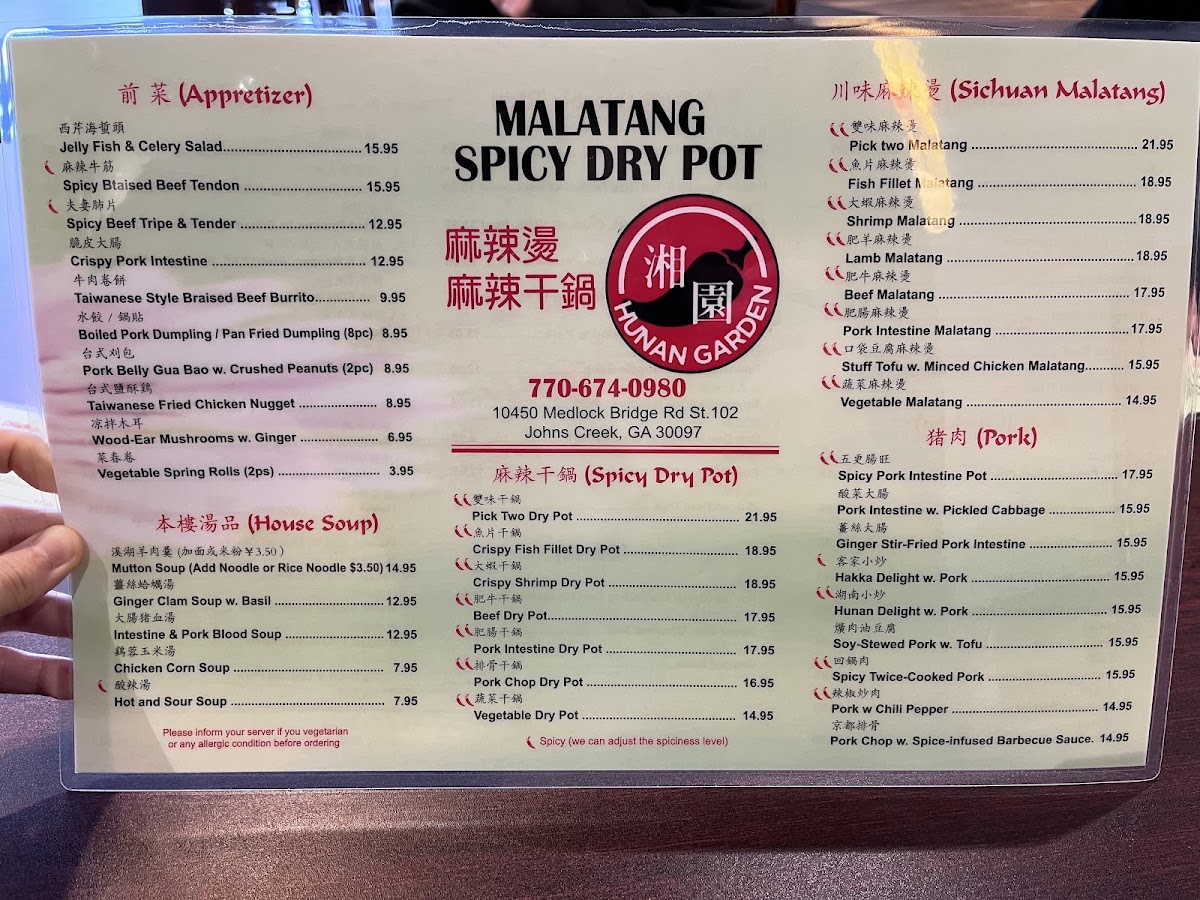 前菜 (Appretizer)
西芹海蜇頭
Jelly Fish & Celery Salad 15.95
麻辣牛筋
Spicy Btaised Beef Tendon 15.95
夫妻肺片
Spicy Beef Tripe & Tender 12.95
脆皮大腸
Crispy Pork Intestine 12.95
牛肉卷餅
Taiwanese Style Braised Beef Burrito 9.95
水餃 / 鍋貼
Boiled Pork Dumpling / Pan Fried Dumpling (8pc) 8.95
台式刈包
Pork Belly Gua Bao w. Crushed Peanuts (2pc) 8.95
台式鹽酥鷄
Taiwanese Fried Chicken Nugget 8.95
凉拌木耳
Wood-Ear Mushrooms w. Ginger 6.95
菜春卷
Vegetable Spring Rolls (2ps) 3.95
本樓湯品 (House Soup)
溪湖羊肉羹 (加面或米粉￥3.50)
Mutton Soup (Add Noodle or Rice Noodle $3.50) 14.95
薑絲蛤蠣湯
Ginger Clam Soup w. Basil 12.95
大腸猪血湯
Intestine & Pork Blood Soup 12.95
鷄蓉玉米湯
Chicken Corn Soup 7.95
酸辣湯
Hot and Sour Soup 7.95
Please inform your server if you vegetarian
or any allergic condition before ordering
MALATANG
SPICY DRY POT
麻辣燙
麻辣干鍋
湘園
HUNAN GARDEN
770-674-0980
10450 Medlock Bridge Rd St.102
Johns Creek, GA 30097
麻辣干鍋 (Spicy Dry Pot)
雙味干鍋
Pick Two Dry Pot 21.95
魚片干鍋
Crispy Fish Fillet Dry Pot 18.95
大蝦干鍋
Crispy Shrimp Dry Pot 18.95
肥牛干鍋
Beef Dry Pot 17.95
肥腸干鍋
Pork Intestine Dry Pot 17.95
排骨干鍋
Pork Chop Dry Pot 16.95
蔬菜干鍋
Vegetable Dry Pot 14.95
Spicy (we can adjust the spiciness level)
川味麻辣燙 (Sichuan Malatang)
雙味麻辣燙
Pick two Malatang 21.95
魚片麻辣燙
Fish Fillet Malatang 18.95
大蝦麻辣燙
Shrimp Malatang 18.95
肥羊麻辣燙
Lamb Malatang 18.95
肥牛麻辣燙
Beef Malatang 17.95
肥腸麻辣燙
Pork Intestine Malatang 17.95
口袋豆腐麻辣燙
Stuff Tofu w. Minced Chicken Malatang 15.95
蔬菜麻辣燙
Vegetable Malatang 14.95
猪肉 (Pork)
五更腸旺
Spicy Pork Intestine Pot 17.95
酸菜大腸
Pork Intestine w. Pickled Cabbage 15.95
薑絲大腸
Ginger Stir-Fried Pork Intestine 15.95
客家小炒
Hakka Delight w. Pork 15.95
湖南小炒
Hunan Delight w. Pork 15.95
爌肉油豆腐
Soy-Stewed Pork w. Tofu 15.95
回鍋肉
Spicy Twice-Cooked Pork 15.95
辣椒炒肉
Pork w Chili Pepper 14.95
京都排骨
Pork Chop w. Spice-infused Barbecue Sauce. 14.95